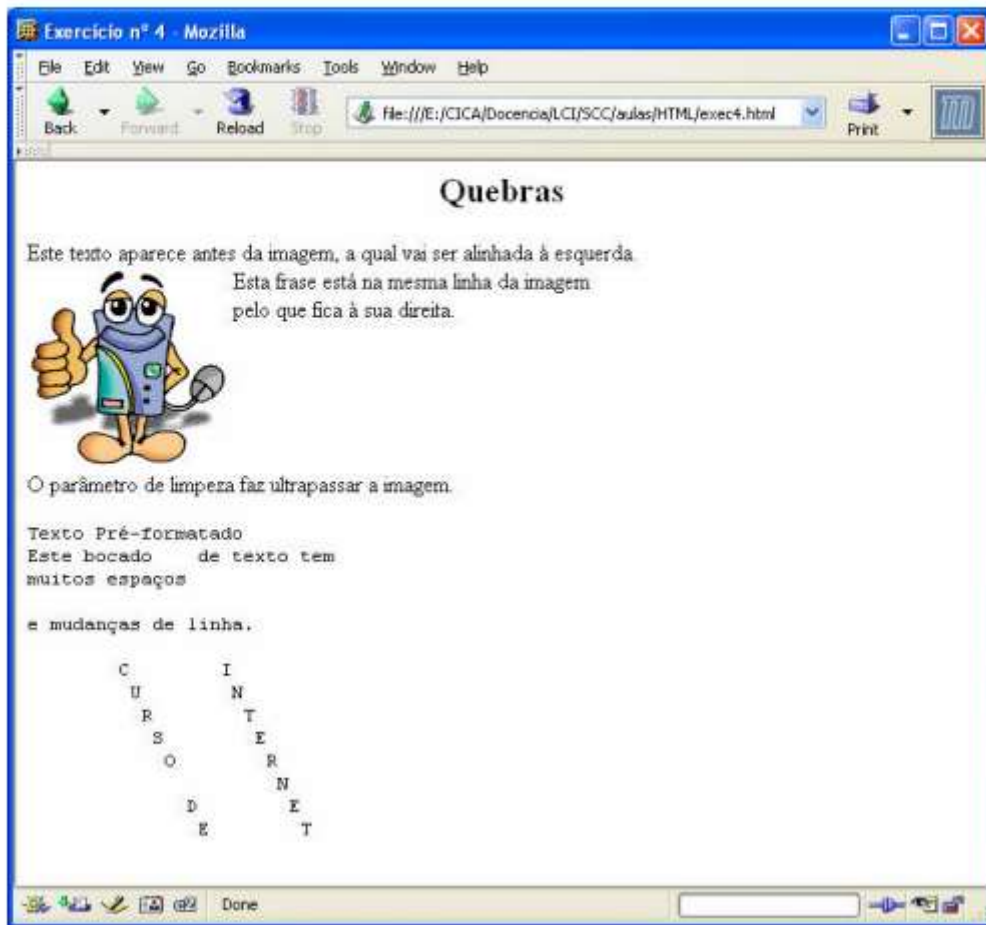 Exercício nº 4 - Mozilla
File Edit View Go Bookmarks Tools Window Help
Back Forward Reload Stop file:///E:/CICA/Docencia/LCI/SCC/aulas/HTML/exec4.html Print
Quebras
Este texto aparece antes da imagem, a qual vai ser alinhada à esquerda.
Esta frase está na mesma linha da imagem
pelo que fica à sua direita.
O parâmetro de limpeza faz ultrapassar a imagem.
Texto Pré-formatado
Este bocado    de texto tem
muitos espaços
e mudanças de linha.
C I
U N
R T
S E
O R
N
D E
E T
Done